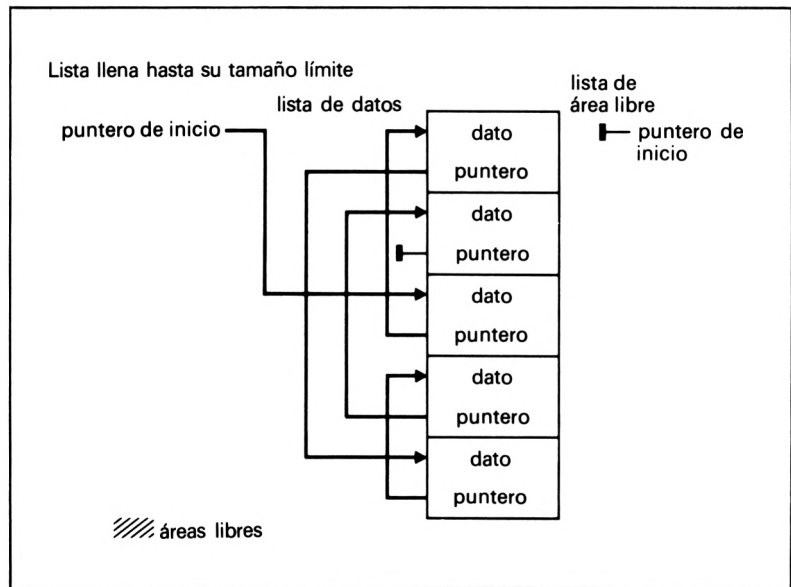 Lista llena hasta su tamaño límite
lista de datos
puntero de inicio
lista de
área libre
puntero de
inicio
dato
puntero
dato
puntero
dato
puntero
dato
puntero
dato
puntero
áreas libres